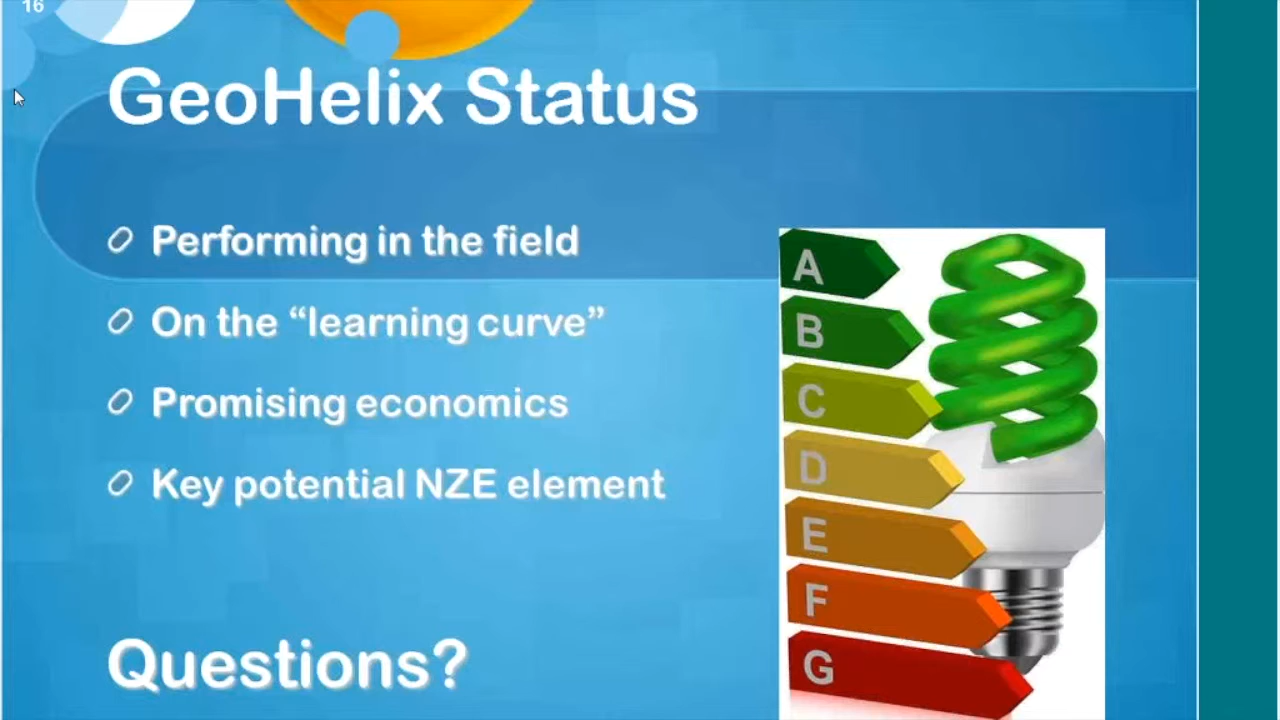 16
GeoHelix Status
Performing in the field
On the “learning curve”
Promising economics
Key potential NZE element
A
B
C
D
E
F
G
Questions?